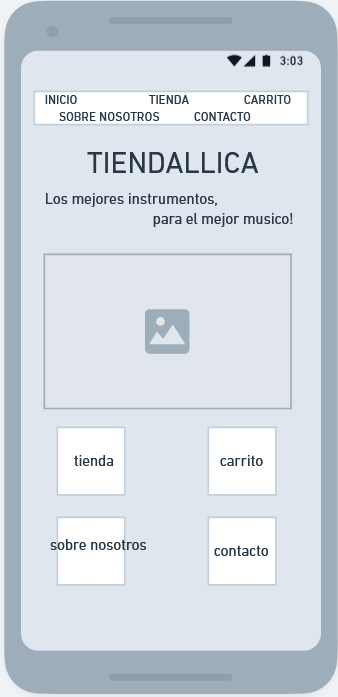 3:03
INICIO TIENDA CARRITO
SOBRE NOSOTROS CONTACTO
TIENDALLICA
Los mejores instrumentos,
para el mejor musico!
tienda carrito
sobre nosotros contacto